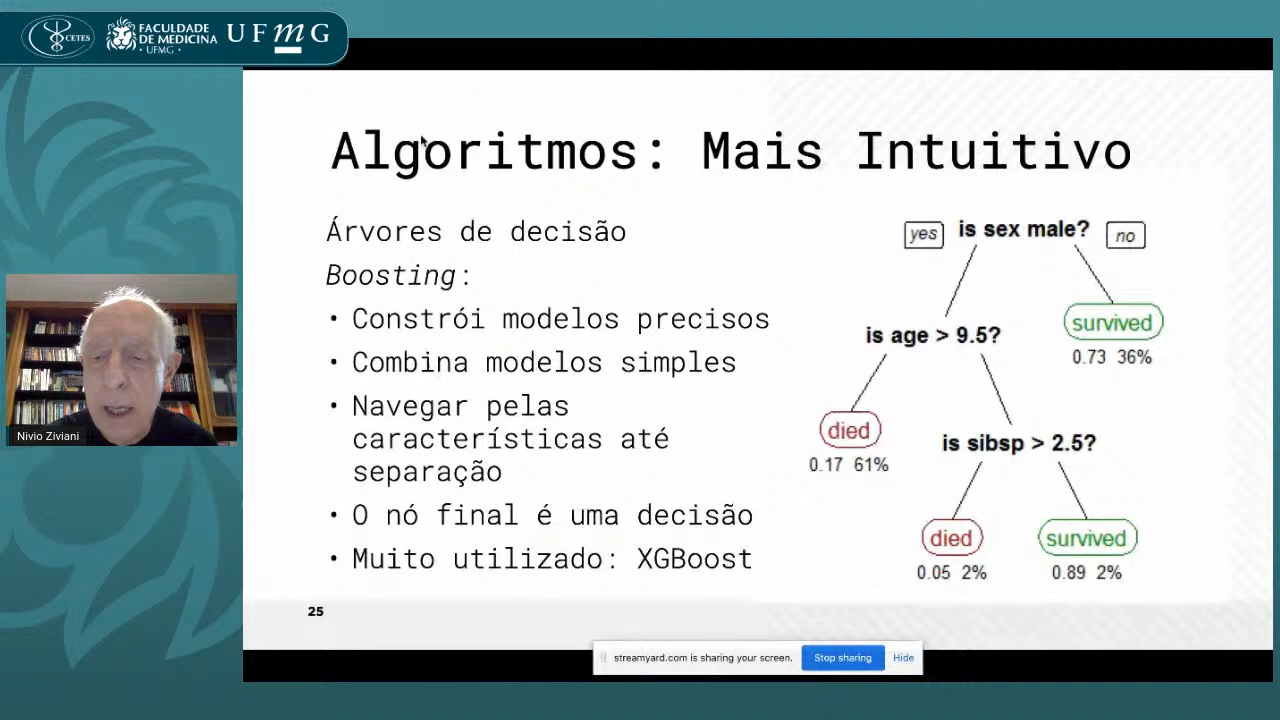 CETES
FACULDADE
DE MEDICINA
· UFMG ·
UFMG
Algoritmos: Mais Intuitivo
Árvores de decisão
Boosting:
• Constrói modelos precisos
• Combina modelos simples
• Navegar pelas
características até
separação
• O nó final é uma decisão
• Muito utilizado: XGBoost
yes
is sex male?
no
is age > 9.5?
survived
0.73 36%
died
0.17 61%
is sibsp > 2.5?
died
0.05 2%
survived
0.89 2%
Nivio Ziviani
25
streamyard.com is sharing your screen.
Stop sharing
Hide